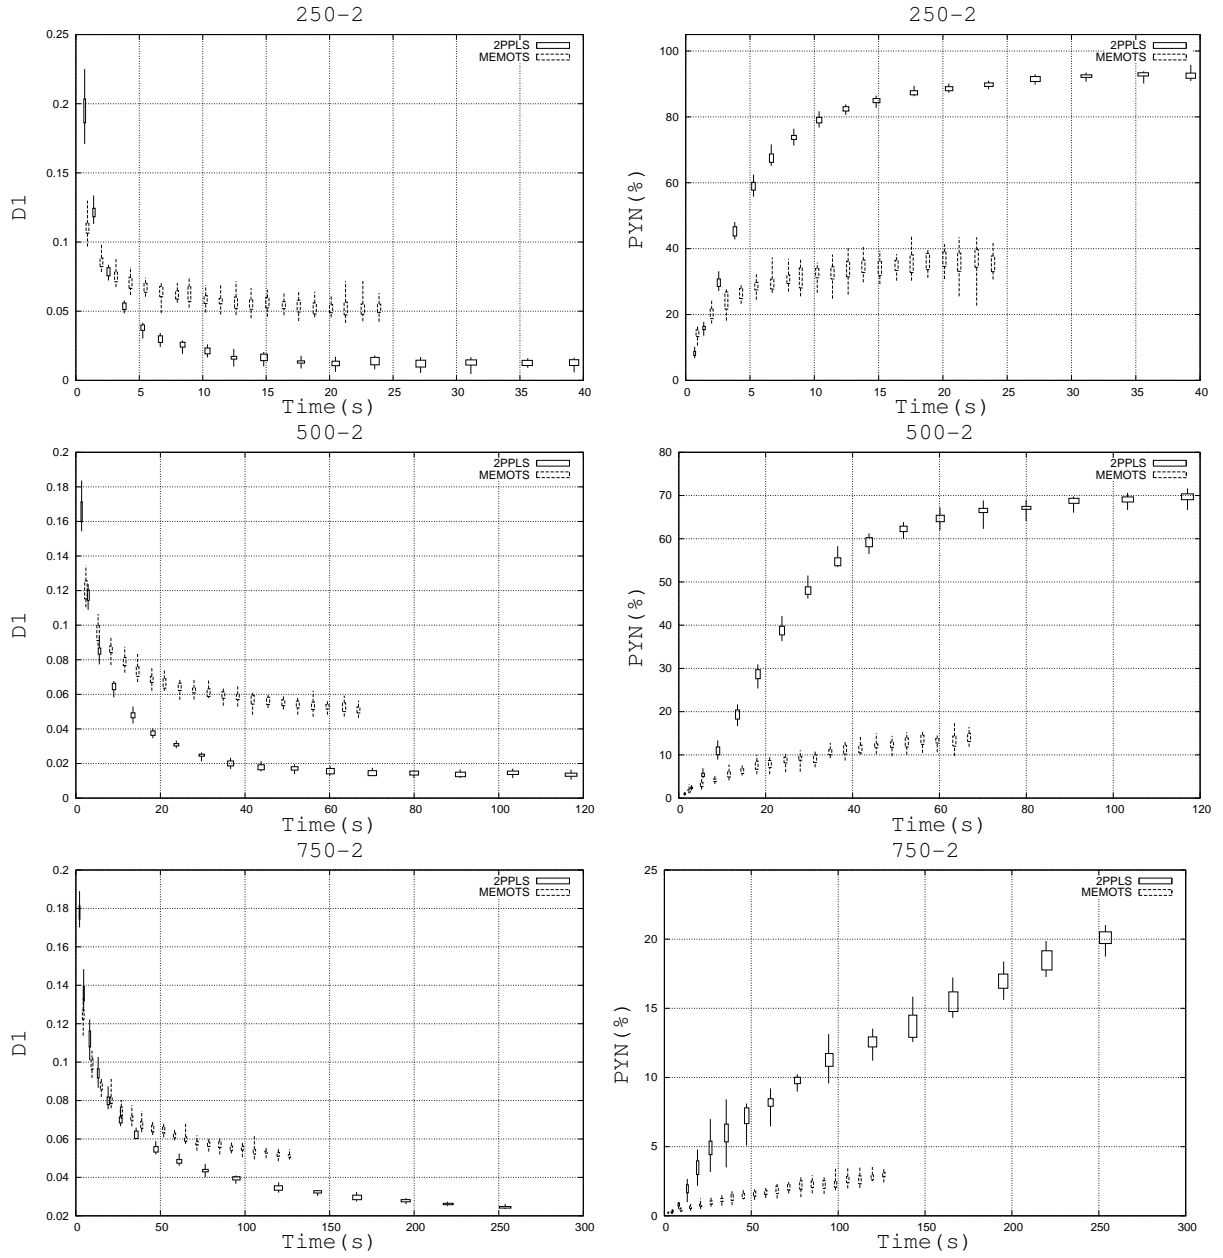 250-2
0.25
0.2
0.15
0.1
0.05
0
0 5 10 15 20 25 30 35 40
D1
Time(s)
2PPLS
MEMOTS
250-2
100
80
60
40
20
0
0 5 10 15 20 25 30 35 40
PYN(%)
Time(s)
2PPLS
MEMOTS
500-2
0.2
0.18
0.16
0.14
0.12
0.1
0.08
0.06
0.04
0.02
0
0 20 40 60 80 100 120
D1
Time(s)
2PPLS
MEMOTS
500-2
80
70
60
50
40
30
20
10
0
0 20 40 60 80 100 120
PYN(%)
Time(s)
2PPLS
MEMOTS
750-2
0.2
0.18
0.16
0.14
0.12
0.1
0.08
0.06
0.04
0.02
0 50 100 150 200 250 300
D1
Time(s)
2PPLS
MEMOTS
750-2
25
20
15
10
5
0
0 50 100 150 200 250 300
PYN(%)
Time(s)
2PPLS
MEMOTS